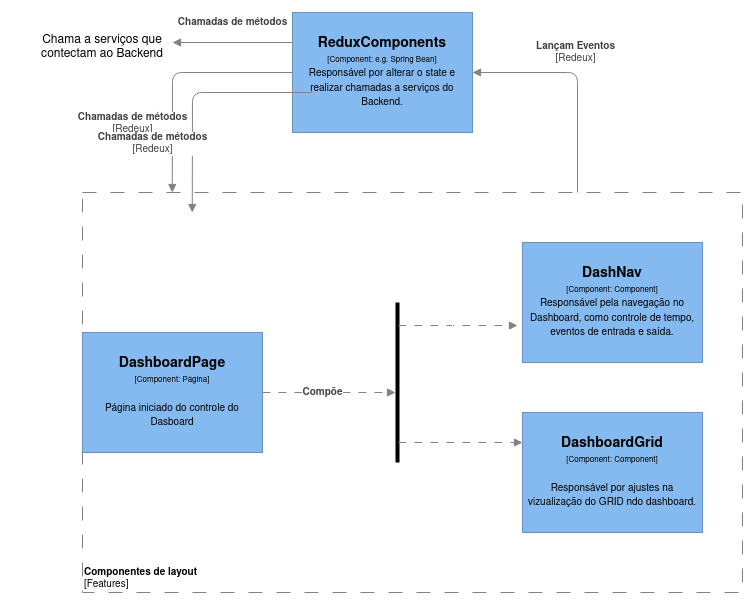 Chamadas de métodos
Chama a serviços que
contectam ao Backend
ReduxComponents
[Component: e.g. Spring Bean]
Responsável por alterar o state e
realizar chamadas a serviços do
Backend.
Lançam Eventos
[Redeux]
Chamadas de métodos
[Redeux]
Chamadas de métodos
[Redeux]
DashNav
[Component: Component]
Responsável pela navegação no
Dashboard, como controle de tempo,
eventos de entrada e saída.
DashboardPage
[Component: Página]
Página iniciado do controle do
Dasboard
Compõe
DashboardGrid
[Component: Component]
Responsável por ajustes na
vizualização do GRID ndo dashboard.
Componentes de layout
[Features]